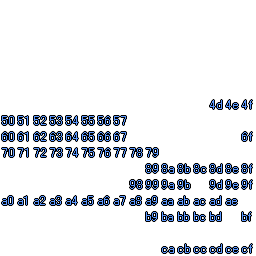 4d 4e 4f
50 51 52 53 54 55 56 57
60 61 62 63 64 65 66 67 6f
70 71 72 73 74 75 76 77 78 79
89 8a 8b 8c 8d 8e 8f
98 99 9a 9b 9d 9e 9f
a0 a1 a2 a3 a4 a5 a6 a7 a8 a9 aa ab ac ad ae
b9 ba bb bc bd bf
ca cb cc cd ce cf